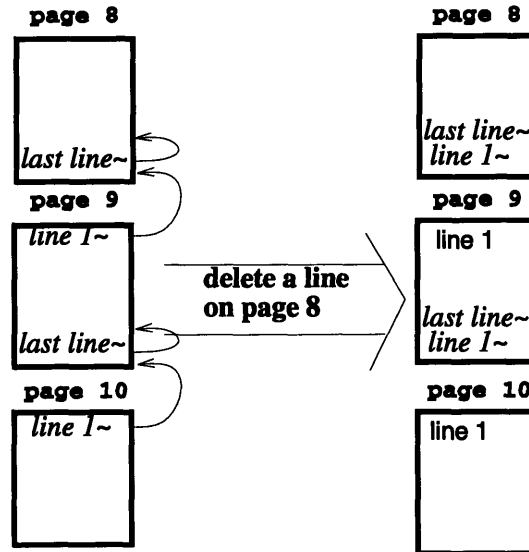 page 8
last line~
page 9
line 1~
last line~
page 10
line 1~
delete a line
on page 8
page 8
last line~
line 1~
page 9
line 1
last line~
line 1~
page 10
line 1